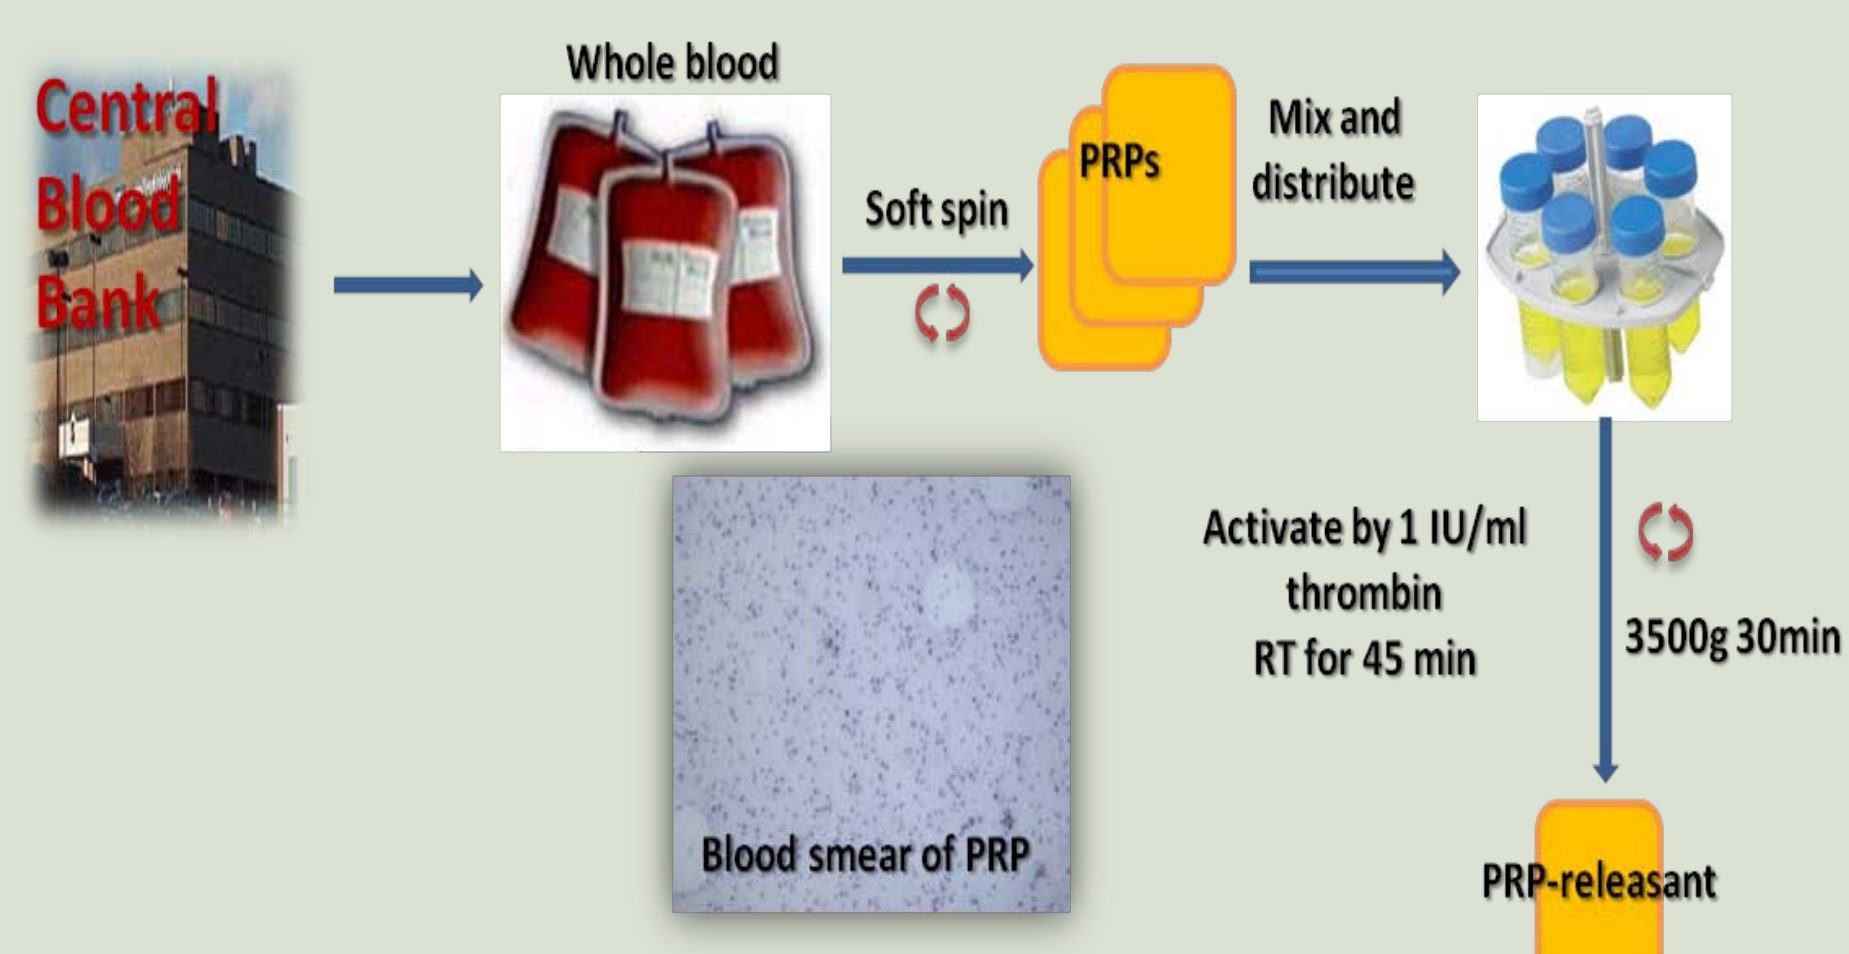 Central
Blood
Bank
Whole blood
Soft spin
PRPs
Mix and
distribute
Activate by 1 IU/ml
thrombin
RT for 45 min
3500g 30min
Blood smear of PRP
PRP-releasant